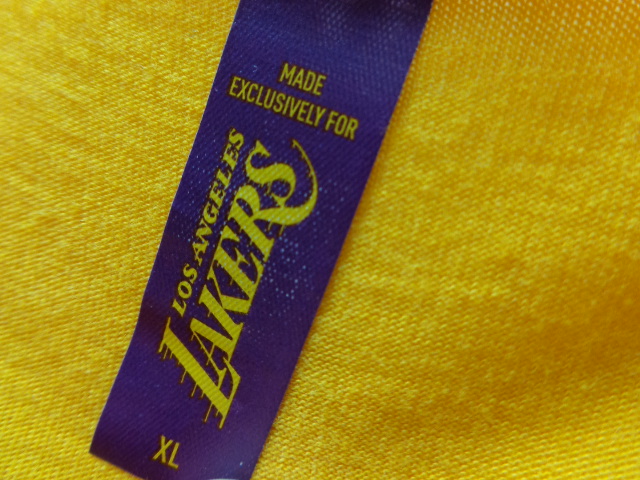 MADE
EXCLUSIVELY FOR
LOS ANGELES
LAKERS
XL